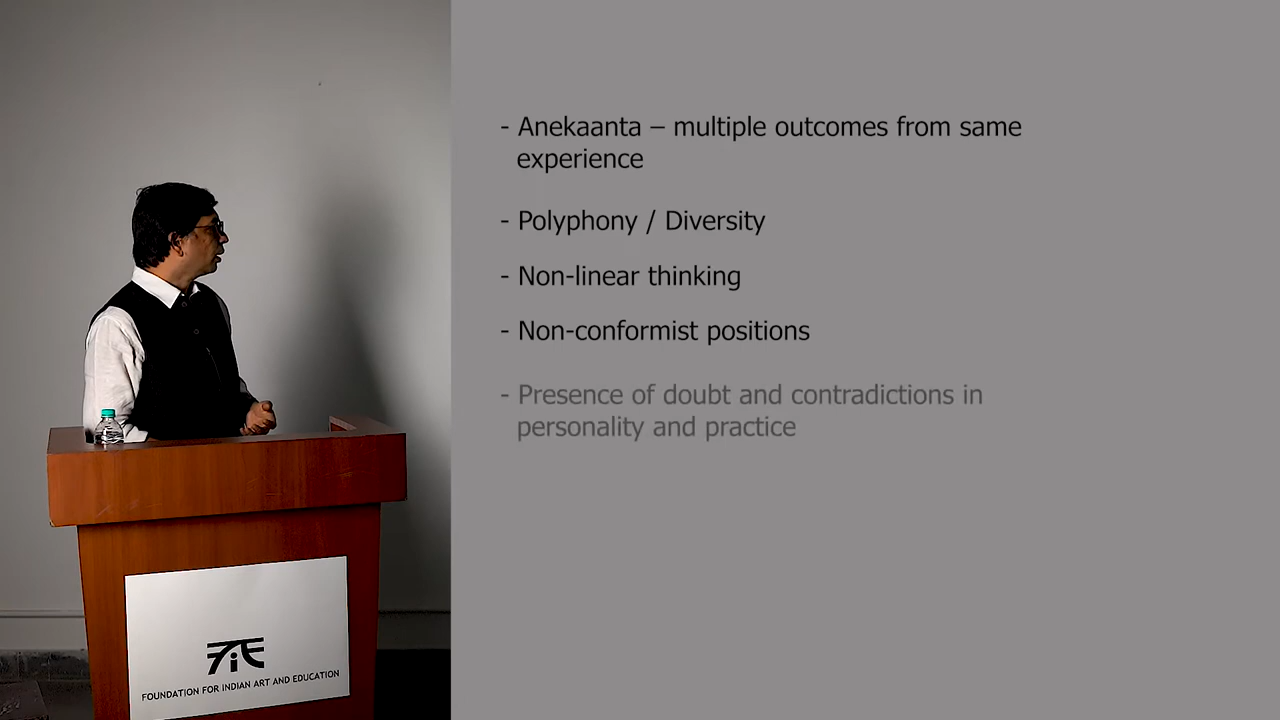 - Anekaanta – multiple outcomes from same
experience
- Polyphony / Diversity
- Non-linear thinking
- Non-conformist positions
- Presence of doubt and contradictions in
personality and practice
FIE
FOUNDATION FOR INDIAN ART AND EDUCATION